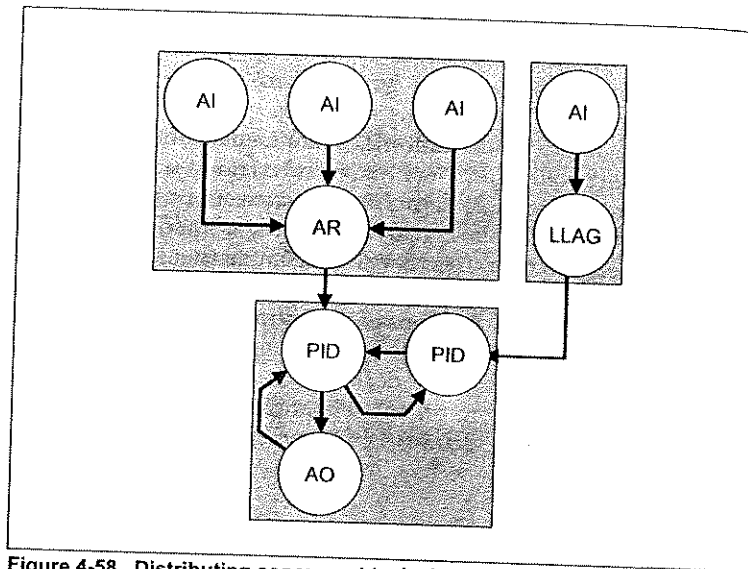 AI AI AI AI
AR LLAG
PID PID
AO
Figure 4-58 Distributing